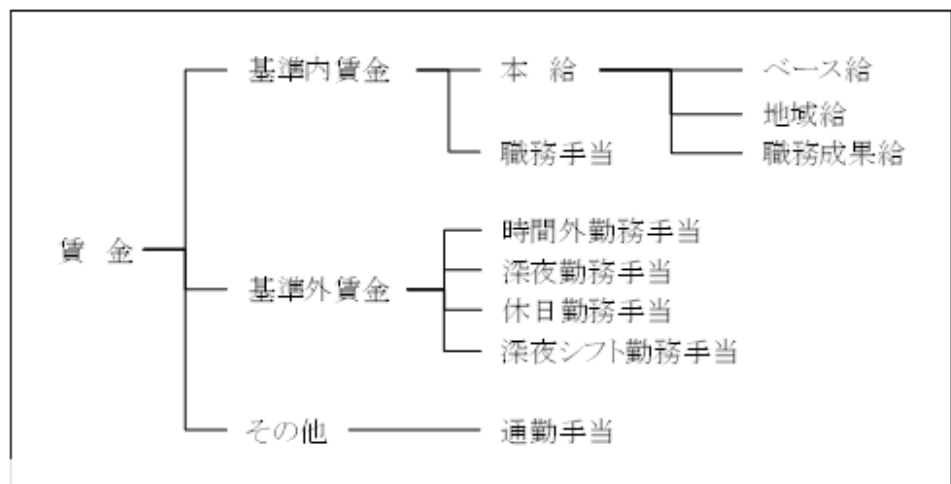 基準内賃金 本 給 ベース給
地域給
職務手当 職務成果給
時間外勤務手当
賃 金
深夜勤務手当
基準外賃金
休日勤務手当
深夜シフト勤務手当
その他 通勤手当